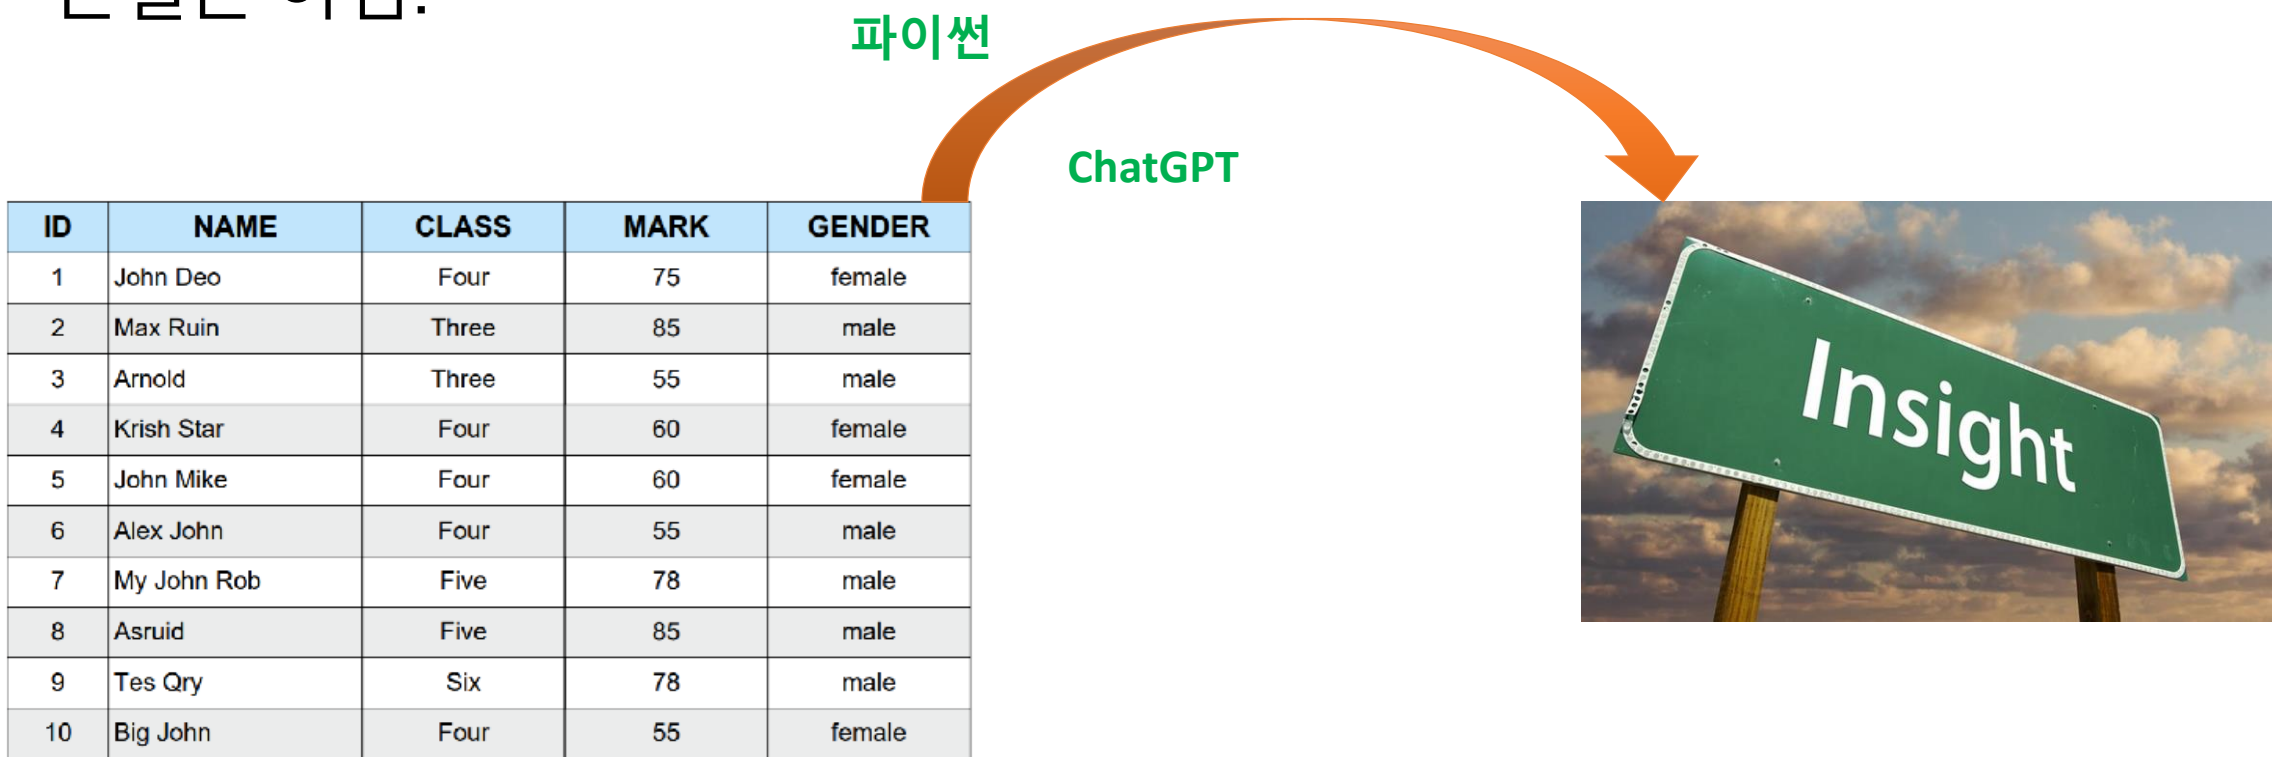 파이썬
ChatGPT
ID NAME CLASS MARK GENDER
1 John Deo Four 75 female
2 Max Ruin Three 85 male
3 Arnold Three 55 male
4 Krish Star Four 60 female
5 John Mike Four 60 female
6 Alex John Four 55 male
7 My John Rob Five 78 male
8 Asruid Five 85 male
9 Tes Qry Six 78 male
10 Big John Four 55 female
Insight